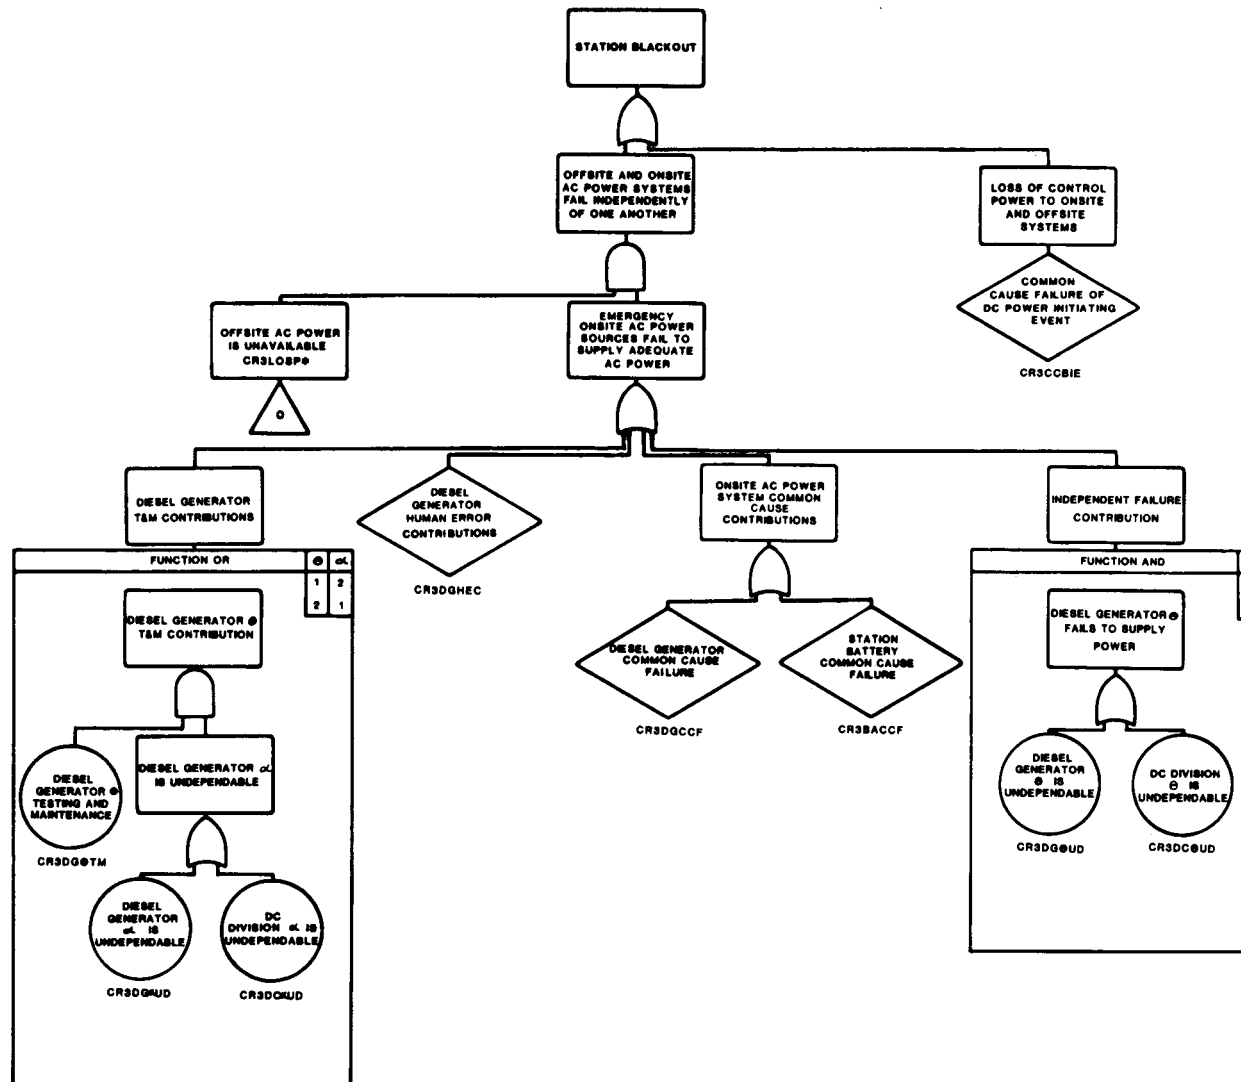 STATION BLACKOUT
OFFSITE AND ONSITE
AC POWER SYSTEMS
FAIL INDEPENDENTLY
OF ONE ANOTHER
LOSS OF CONTROL
POWER TO ONSITE
AND OFFSITE
SYSTEMS
COMMON
CAUSE FAILURE OF
DC POWER INITIATING
EVENT
CR3CCBIE
OFFSITE AC POWER
IS UNAVAILABLE
CR3LOSPΘ
O
EMERGENCY
ONSITE AC POWER
SOURCES FAIL TO
SUPPLY ADEQUATE
AC POWER
DIESEL GENERATOR
T&M CONTRIBUTIONS
DIESEL
GENERATOR
HUMAN ERROR
CONTRIBUTIONS
CR3DGHEC
ONSITE AC POWER
SYSTEM COMMON
CAUSE
CONTRIBUTIONS
INDEPENDENT FAILURE
CONTRIBUTION
FUNCTION OR
Θ α
1 2
2 1
DIESEL GENERATOR Θ
T&M CONTRIBUTION
DIESEL
GENERATOR Θ
TESTING AND
MAINTENANCE
CR3DGΘTM
DIESEL GENERATOR α
IS UNDEPENDABLE
DIESEL
GENERATOR
α IS
UNDEPENDABLE
CR3DGαUD
DC
DIVISION α IS
UNDEPENDABLE
CR3DCαUD
DIESEL GENERATOR
COMMON CAUSE
FAILURE
CR3DGCCF
STATION
BATTERY
COMMON CAUSE
FAILURE
CR3BACCF
FUNCTION AND
DIESEL GENERATOR Θ
FAILS TO SUPPLY
POWER
DIESEL
GENERATOR
Θ IS
UNDEPENDABLE
CR3DGΘUD
DC DIVISION
Θ IS
UNDEPENDABLE
CR3DCΘUD